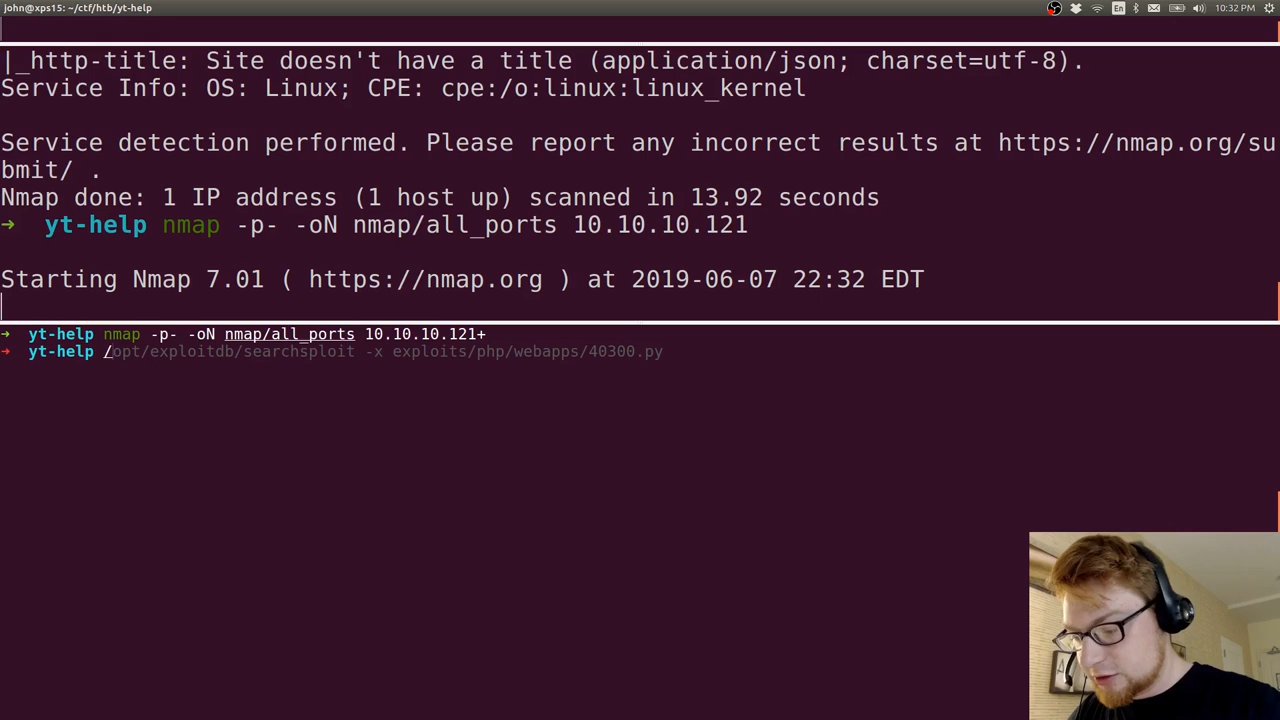 john@xps15: ~/ctf/htb/yt-help
En
10:32 PM
|_http-title: Site doesn't have a title (application/json; charset=utf-8).
Service Info: OS: Linux; CPE: cpe:/o:linux:linux_kernel
Service detection performed. Please report any incorrect results at https://nmap.org/su
bmit/ .
Nmap done: 1 IP address (1 host up) scanned in 13.92 seconds
➜ yt-help nmap -p- -oN nmap/all_ports 10.10.10.121
Starting Nmap 7.01 ( https://nmap.org ) at 2019-06-07 22:32 EDT
➜ yt-help nmap -p- -oN nmap/all_ports 10.10.10.121+
➜ yt-help /opt/exploitdb/searchsploit -x exploits/php/webapps/40300.py